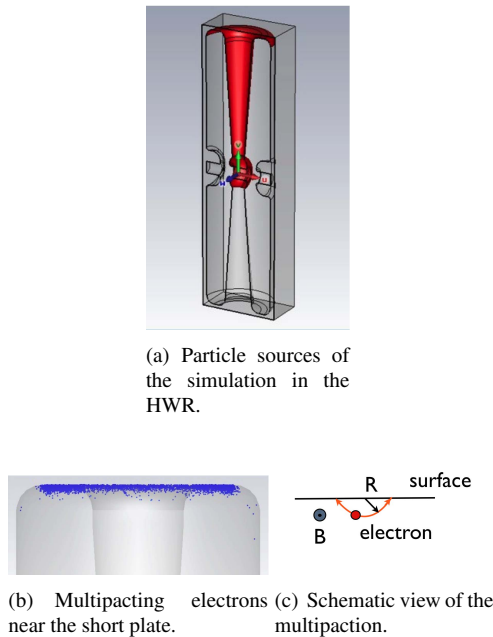 (a) Particle sources of
the simulation in the
HWR.
R
surface
B
electron
(b) Multipacting electrons
near the short plate.
(c) Schematic view of the
multipaction.